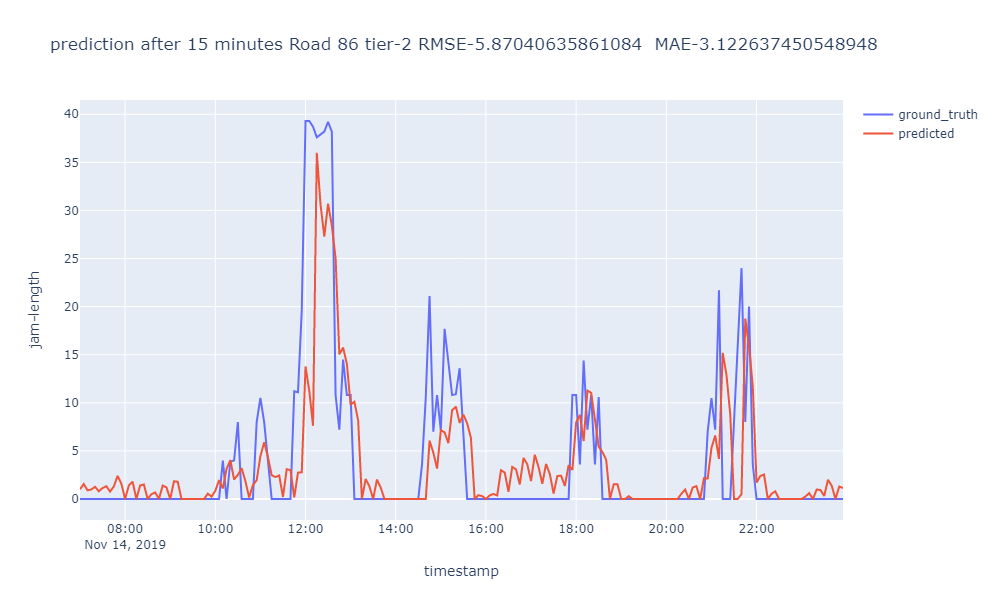 prediction after 15 minutes Road 86 tier-2 RMSE-5.87040635861084  MAE-3.122637450548948
ground_truth
predicted
jam-length
40
35
30
25
20
15
10
5
0
08:00 10:00 12:00 14:00 16:00 18:00 20:00 22:00
Nov 14, 2019
timestamp